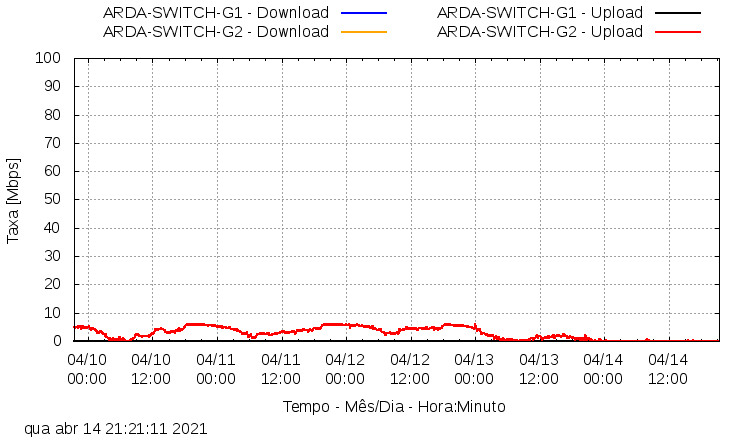 ARDA-SWITCH-G1 - Download
ARDA-SWITCH-G1 - Upload
ARDA-SWITCH-G2 - Download
ARDA-SWITCH-G2 - Upload
Taxa [Mbps]
100
90
80
70
60
50
40
30
20
10
0
04/10 04/10 04/11 04/11 04/12 04/12 04/13 04/13 04/14 04/14
00:00 12:00 00:00 12:00 00:00 12:00 00:00 12:00 00:00 12:00
Tempo - Mês/Dia - Hora:Minuto
qua abr 14 21:21:11 2021